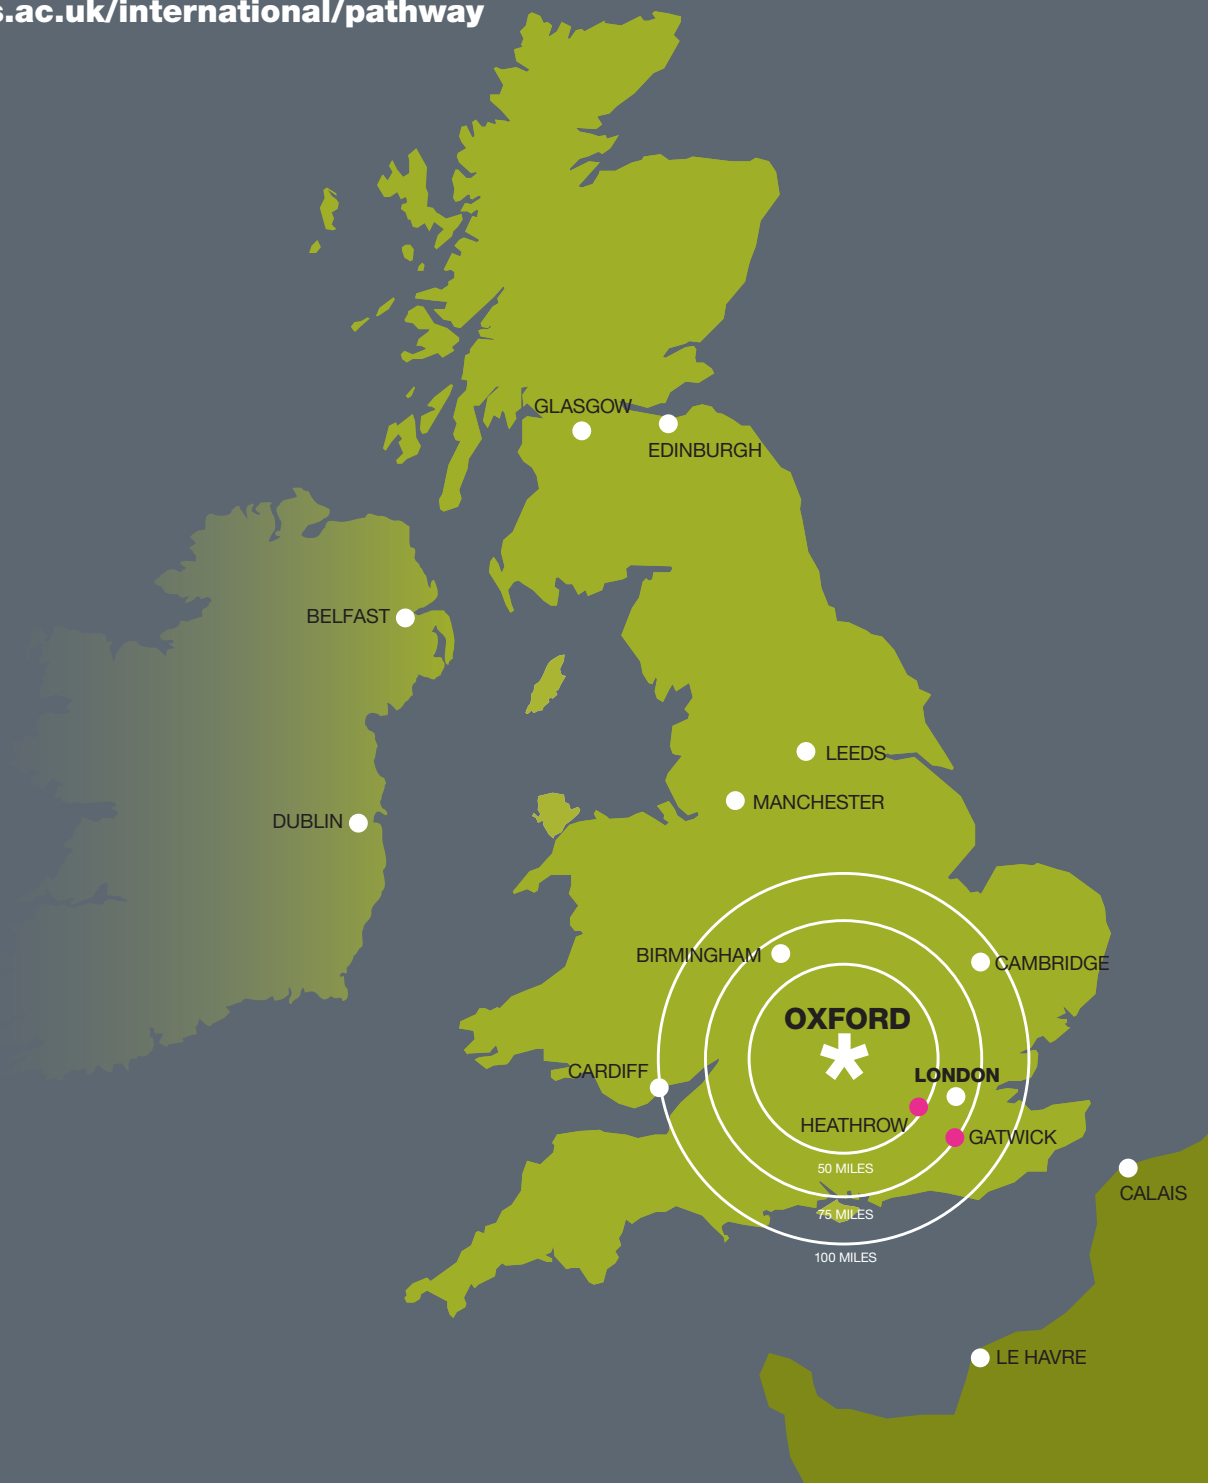 s.ac.uk/international/pathway
GLASGOW
EDINBURGH
BELFAST
LEEDS
MANCHESTER
DUBLIN
BIRMINGHAM
CAMBRIDGE
OXFORD
CARDIFF
LONDON
HEATHROW
GATWICK
50 MILES
CALAIS
75 MILES
100 MILES
LE HAVRE